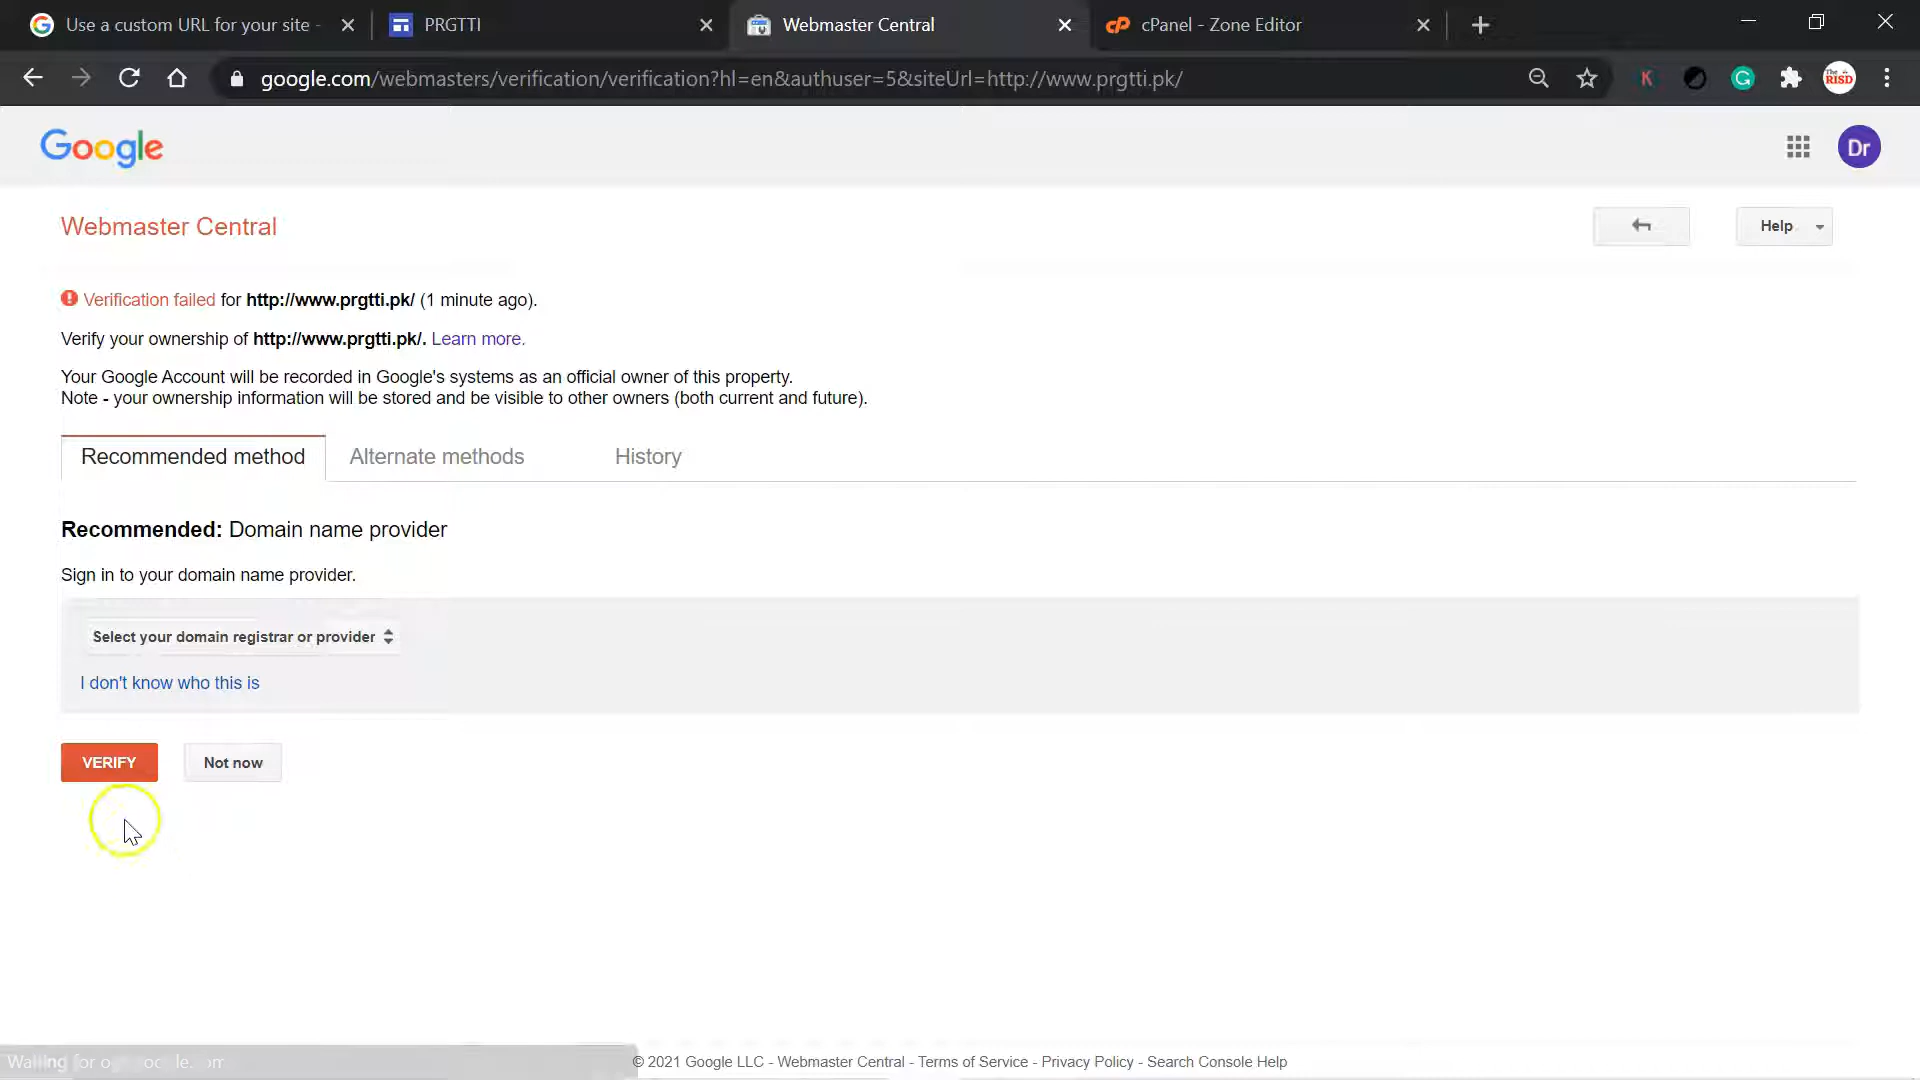 Use a custom URL for your site -
PRGTTI
Webmaster Central
cPanel - Zone Editor
google.com/webmasters/verification/verification?hl=en&authuser=5&siteUrl=http://www.prgtti.pk/
K
The RISD
Google
Dr
Webmaster Central
Help
Verification failed for http://www.prgtti.pk/ (1 minute ago).
Verify your ownership of http://www.prgtti.pk/. Learn more.
Your Google Account will be recorded in Google's systems as an official owner of this property.
Note - your ownership information will be stored and be visible to other owners (both current and future).
Recommended method
Alternate methods
History
Recommended: Domain name provider
Sign in to your domain name provider.
Select your domain registrar or provider
I don't know who this is
VERIFY
Not now
Waiting for
© 2021 Google LLC - Webmaster Central - Terms of Service - Privacy Policy - Search Console Help